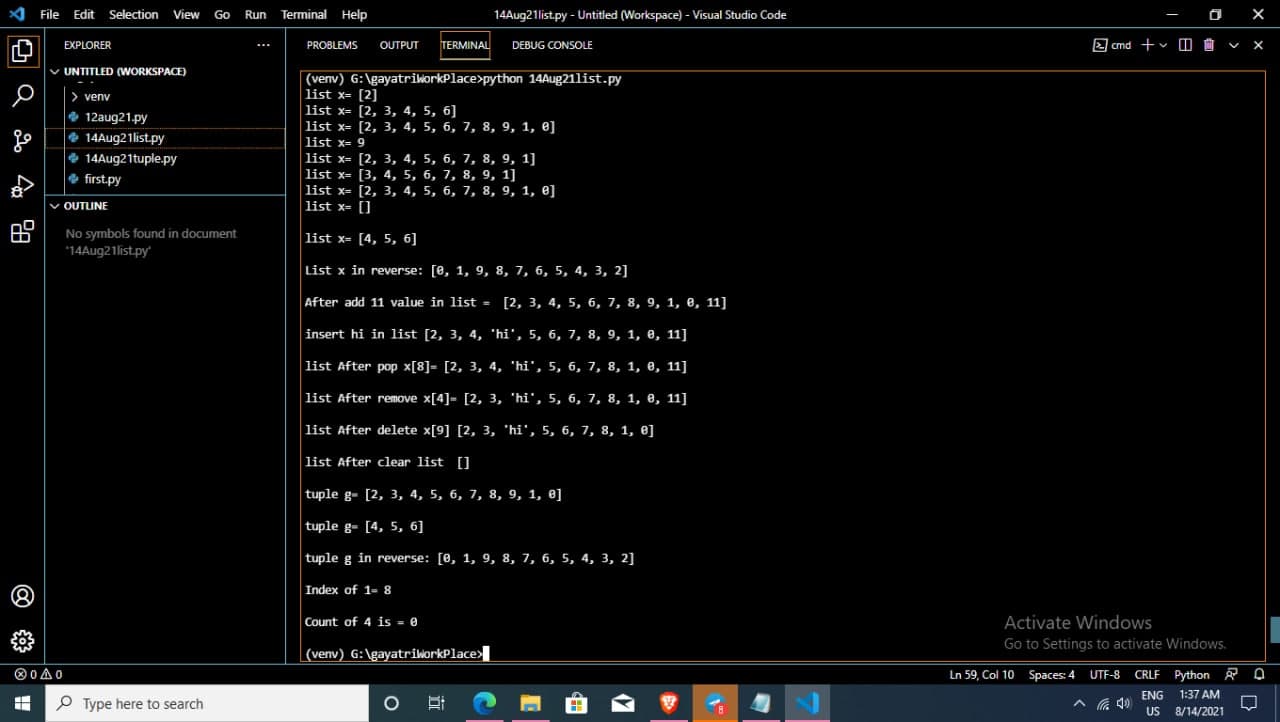 File Edit Selection View Go Run Terminal Help 14Aug21list.py - Untitled (Workspace) - Visual Studio Code
EXPLORER ...
UNTITLED (WORKSPACE)
venv
12aug21.py
14Aug21list.py
14Aug21tuple.py
first.py
OUTLINE
No symbols found in document
'14Aug21list.py'
PROBLEMS OUTPUT TERMINAL DEBUG CONSOLE cmd
(venv) G:\gayatriWorkPlace>python 14Aug21list.py
list x= [2]
list x= [2, 3, 4, 5, 6]
list x= [2, 3, 4, 5, 6, 7, 8, 9, 1, 0]
list x= 9
list x= [2, 3, 4, 5, 6, 7, 8, 9, 1]
list x= [3, 4, 5, 6, 7, 8, 9, 1]
list x= [2, 3, 4, 5, 6, 7, 8, 9, 1, 0]
list x= []
list x= [4, 5, 6]
List x in reverse: [0, 1, 9, 8, 7, 6, 5, 4, 3, 2]
After add 11 value in list =  [2, 3, 4, 5, 6, 7, 8, 9, 1, 0, 11]
insert hi in list [2, 3, 4, 'hi', 5, 6, 7, 8, 9, 1, 0, 11]
list After pop x[8]= [2, 3, 4, 'hi', 5, 6, 7, 8, 1, 0, 11]
list After remove x[4]= [2, 3, 'hi', 5, 6, 7, 8, 1, 0, 11]
list After delete x[9] [2, 3, 'hi', 5, 6, 7, 8, 1, 0]
list After clear list  []
tuple g= [2, 3, 4, 5, 6, 7, 8, 9, 1, 0]
tuple g= [4, 5, 6]
tuple g in reverse: [0, 1, 9, 8, 7, 6, 5, 4, 3, 2]
Index of 1= 8
Count of 4 is = 0
(venv) G:\gayatriWorkPlace>
Activate Windows
Go to Settings to activate Windows.
0 0 Ln 59, Col 10 Spaces: 4 UTF-8 CRLF Python
Type here to search
8
ENG
US
1:37 AM
8/14/2021